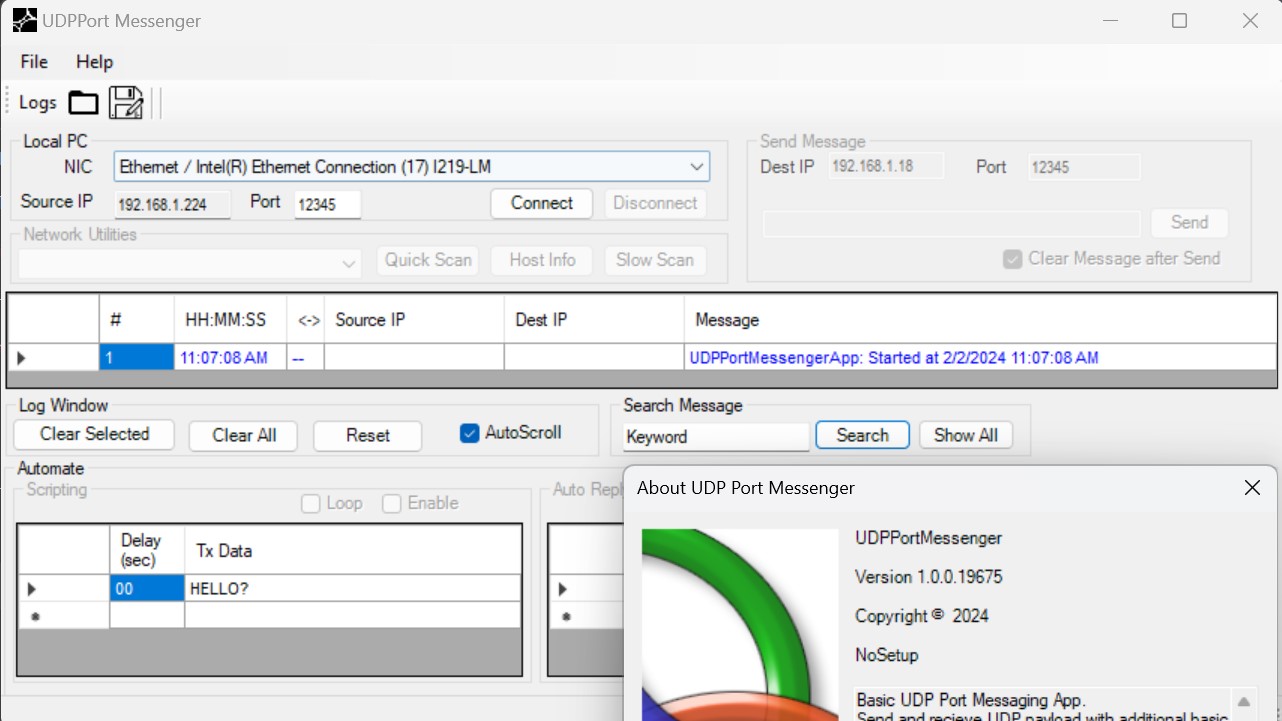 UDPPort Messenger
File Help
Logs
Local PC
NIC Ethernet / Intel(R) Ethernet Connection (17) I219-LM
Source IP 192.168.1.224 Port 12345 Connect Disconnect
Network Utilities
Quick Scan Host Info Slow Scan
Send Message
Dest IP 192.168.1.18 Port 12345
Send
Clear Message after Send
# HH:MM:SS <-> Source IP Dest IP Message
1 11:07:08 AM -- UDPPortMessengerApp: Started at 2/2/2024 11:07:08 AM
Log Window
Clear Selected Clear All Reset AutoScroll
Search Message
Keyword Search Show All
Automate
Scripting
Loop Enable
Delay (sec) Tx Data
00 HELLO?
Auto Repl
About UDP Port Messenger
UDPPortMessenger
Version 1.0.0.19675
Copyright © 2024
NoSetup
Basic UDP Port Messaging App.
Send and recieve UDP payload with additional basic